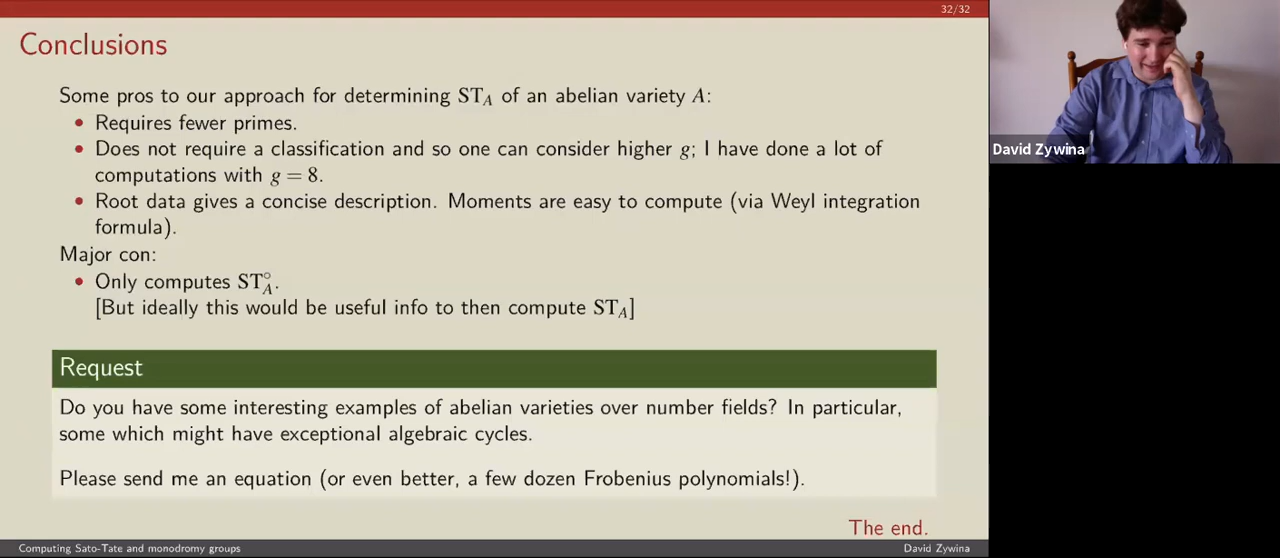 32/32
Conclusions
Some pros to our approach for determining ST_A of an abelian variety A:
• Requires fewer primes.
• Does not require a classification and so one can consider higher g; I have done a lot of
computations with g = 8.
• Root data gives a concise description. Moments are easy to compute (via Weyl integration
formula).
Major con:
• Only computes ST_A^∘.
[But ideally this would be useful info to then compute ST_A]
Request
Do you have some interesting examples of abelian varieties over number fields? In particular,
some which might have exceptional algebraic cycles.
Please send me an equation (or even better, a few dozen Frobenius polynomials!).
The end.
Computing Sato-Tate and monodromy groups
David Zywina
David Zywina